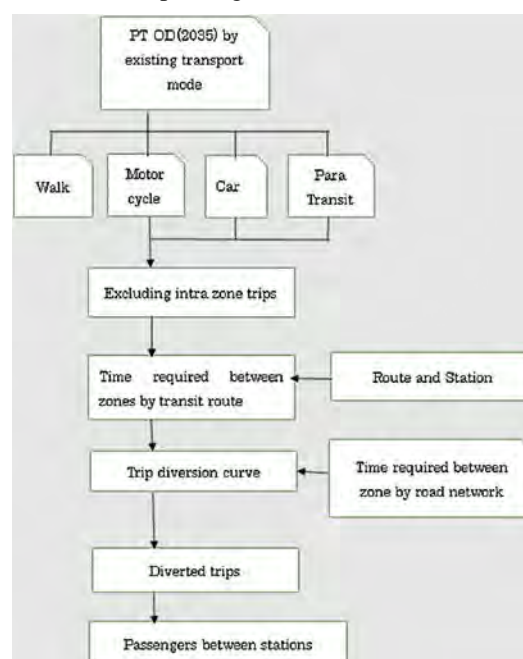 PT OD(2035) by
existing transport
mode
Walk
Motor
cycle
Car
Para
Transit
Excluding intra zone trips
Time required between
zones by transit route
Route and Station
Trip diversion curve
Time required between
zone by road network
Diverted trips
Passengers between stations